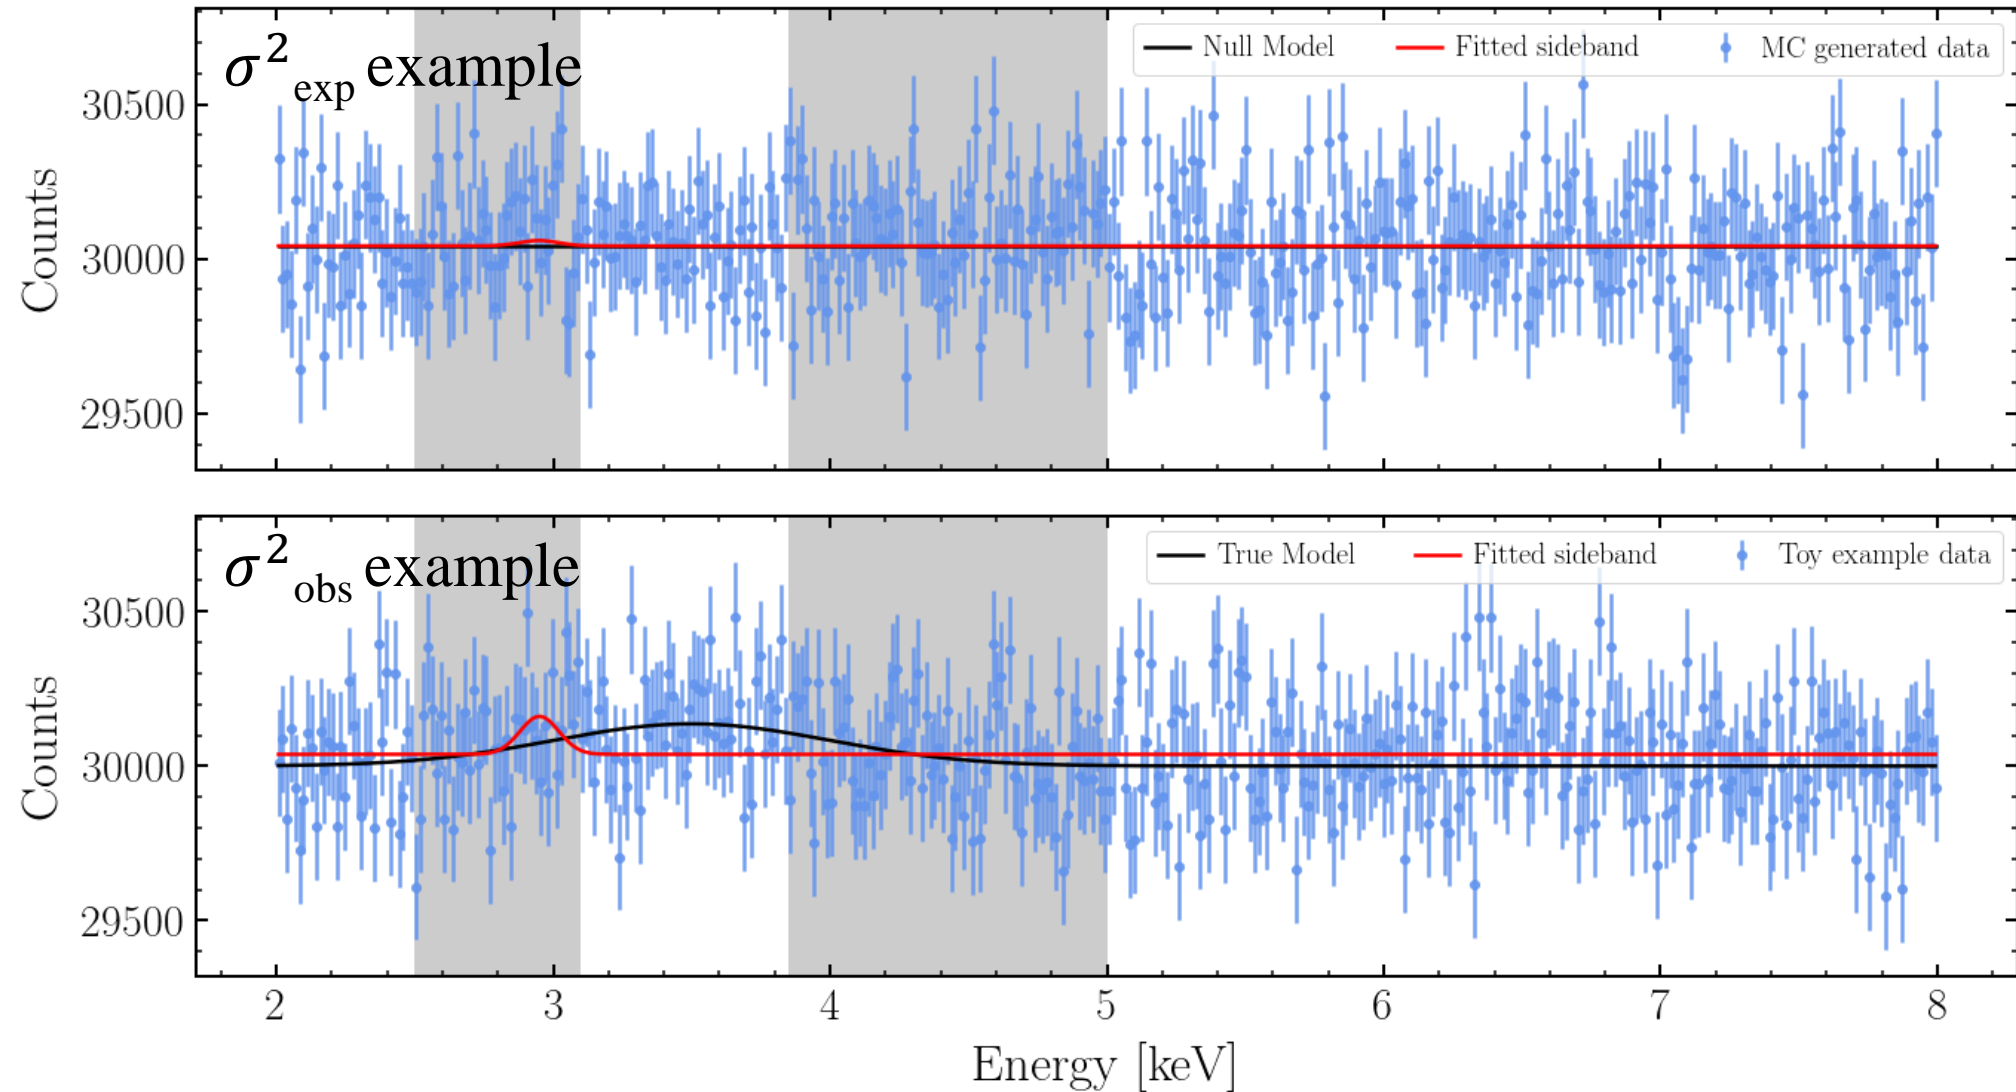 σ²exp example
Null Model
Fitted sideband
MC generated data
Counts
30500
30000
29500
σ²obs example
True Model
Fitted sideband
Toy example data
Counts
30500
30000
29500
2 3 4 5 6 7 8
Energy [keV]